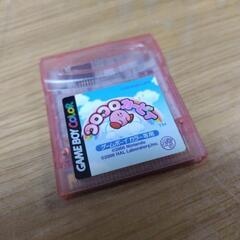 GAME BOY COLOR
コロコロカービィ
TM
ゲームボーイカラー専用
©2000 Nintendo
©2000 HAL Laboratory,Inc.